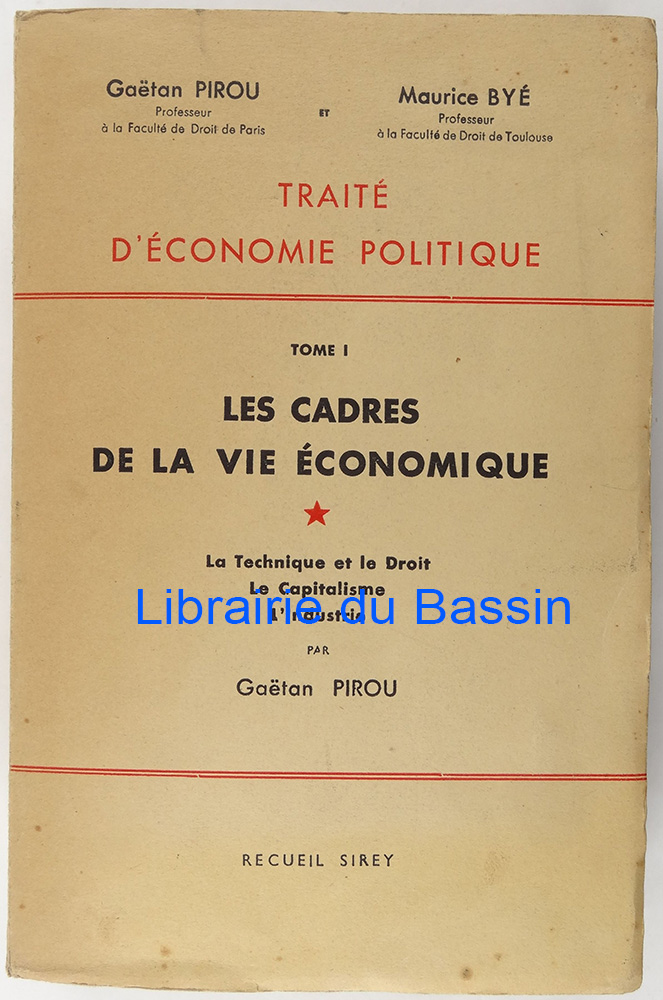 Gaëtan PIROU
Professeur
à la Faculté de Droit de Paris
ET
Maurice BYÉ
Professeur
à la Faculté de Droit de Toulouse
TRAITÉ
D'ÉCONOMIE POLITIQUE
TOME I
LES CADRES
DE LA VIE ÉCONOMIQUE
La Technique et le Droit
Le Capitalisme
L'Industrie
Librairie du Bassin
PAR
Gaëtan PIROU
RECUEIL SIREY